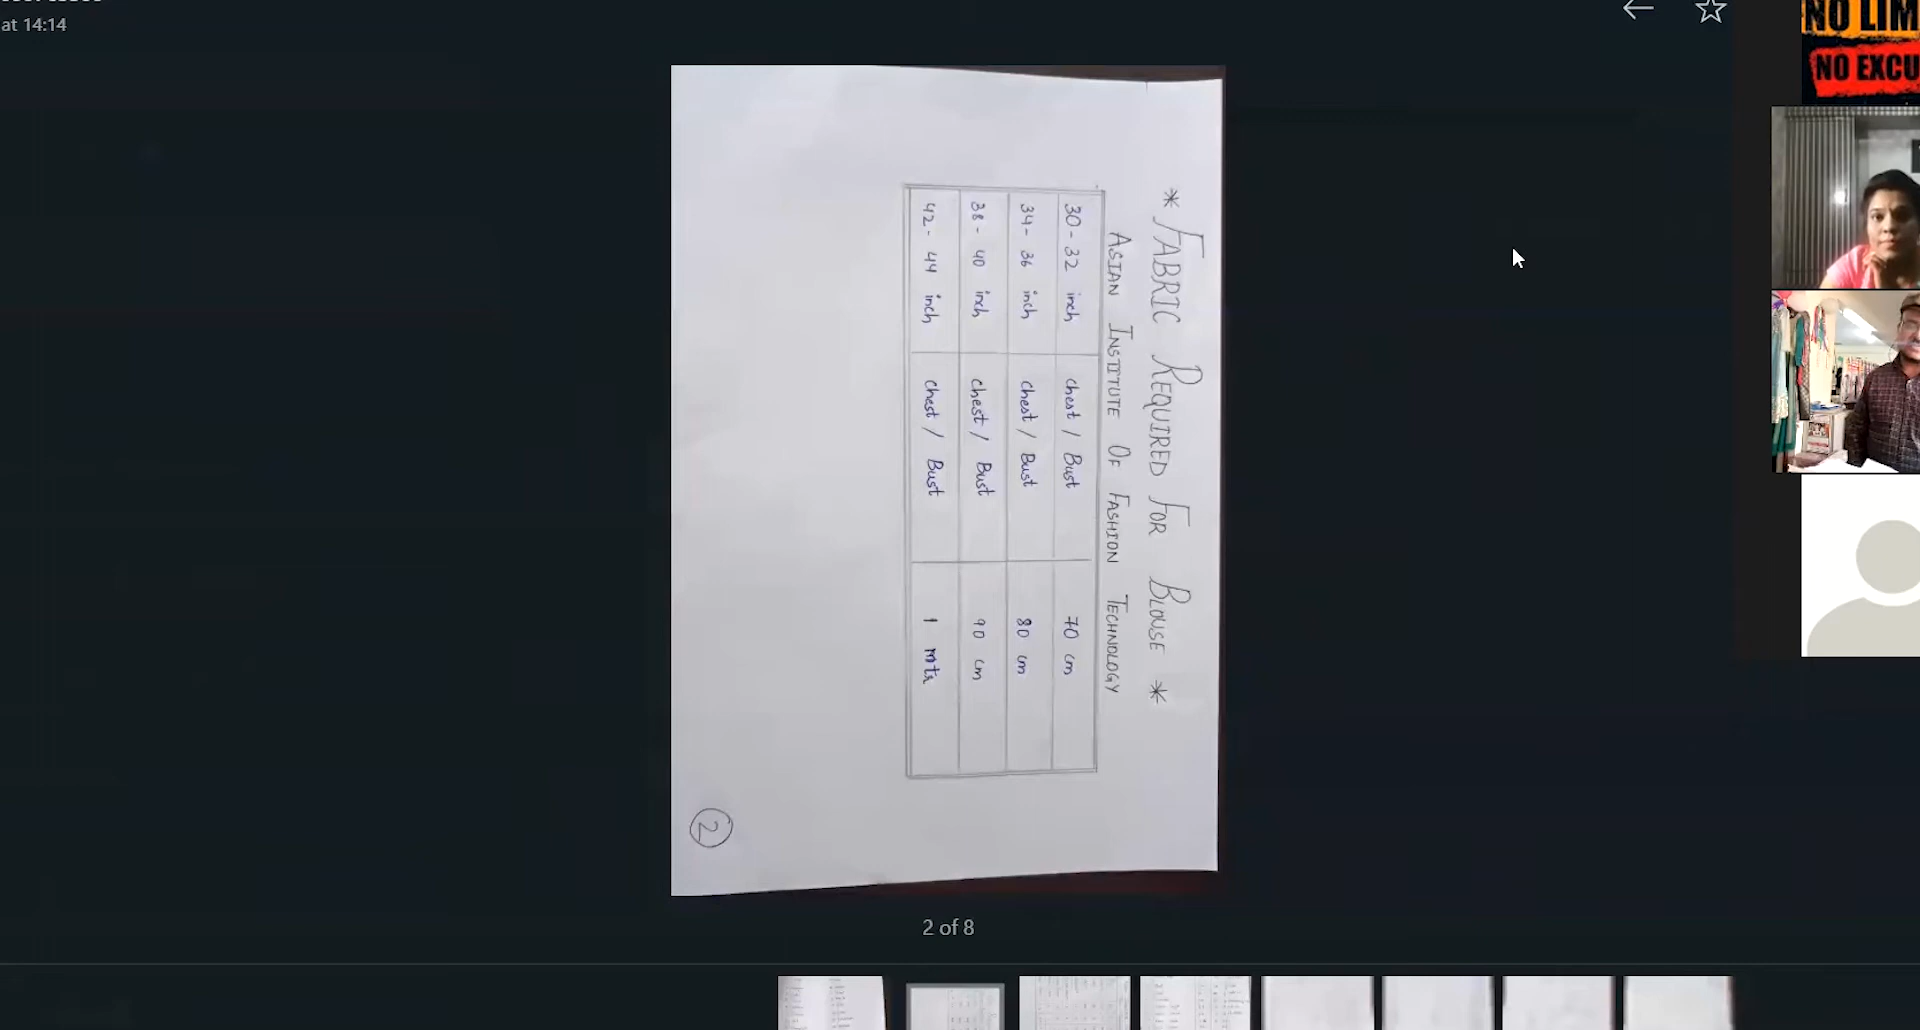 at 14:14
NO LIM
NO EXCU
* FABRIC REQUIRED FOR BLOUSE *
ASIAN INSTITUTE OF FASHION TECHNOLOGY
30 - 32 inch chest / Bust 70 cm
34 - 36 inch chest / Bust 80 cm
38 - 40 inch chest / Bust 90 cm
42 - 44 inch chest / Bust 1 mtr
2
2 of 8